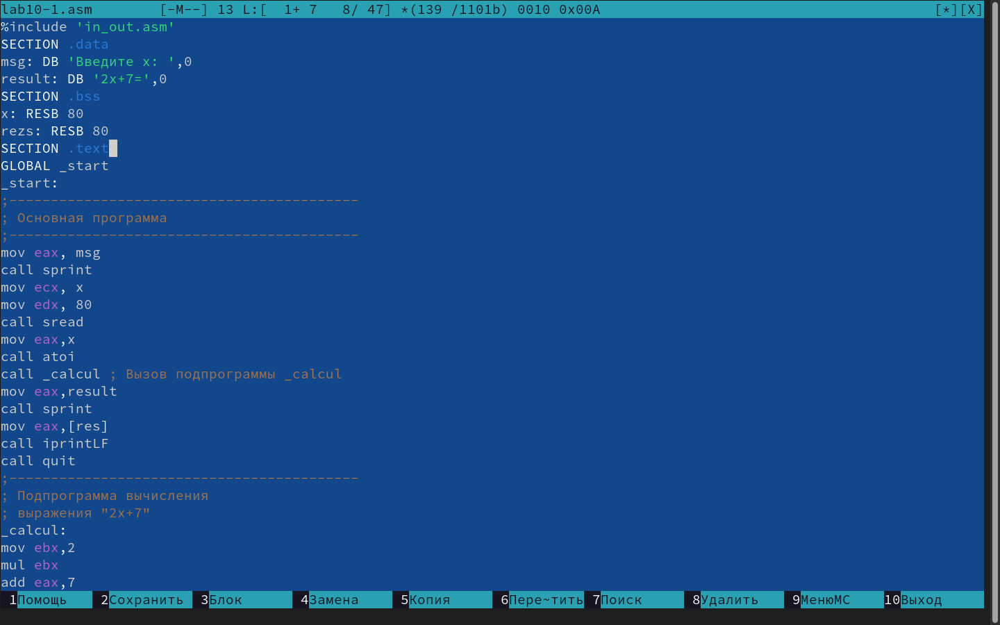 lab10-1.asm [-M--] 13 L:[ 1+ 7 8/ 47] *(139 /1101b) 0010 0x00A [*][X]
%include 'in_out.asm'
SECTION .data
msg: DB 'Введите x: ',0
result: DB '2x+7=',0
SECTION .bss
x: RESB 80
rezs: RESB 80
SECTION .text
GLOBAL _start
_start:
;------------------------------------------
; Основная программа
;------------------------------------------
mov eax, msg
call sprint
mov ecx, x
mov edx, 80
call sread
mov eax,x
call atoi
call _calcul ; Вызов подпрограммы _calcul
mov eax,result
call sprint
mov eax,[res]
call iprintLF
call quit
;------------------------------------------
; Подпрограмма вычисления
; выражения "2x+7"
_calcul:
mov ebx,2
mul ebx
add eax,7
1Помощь 2Сохранить 3Блок 4Замена 5Копия 6Пере~тить 7Поиск 8Удалить 9МенюMC 10Выход